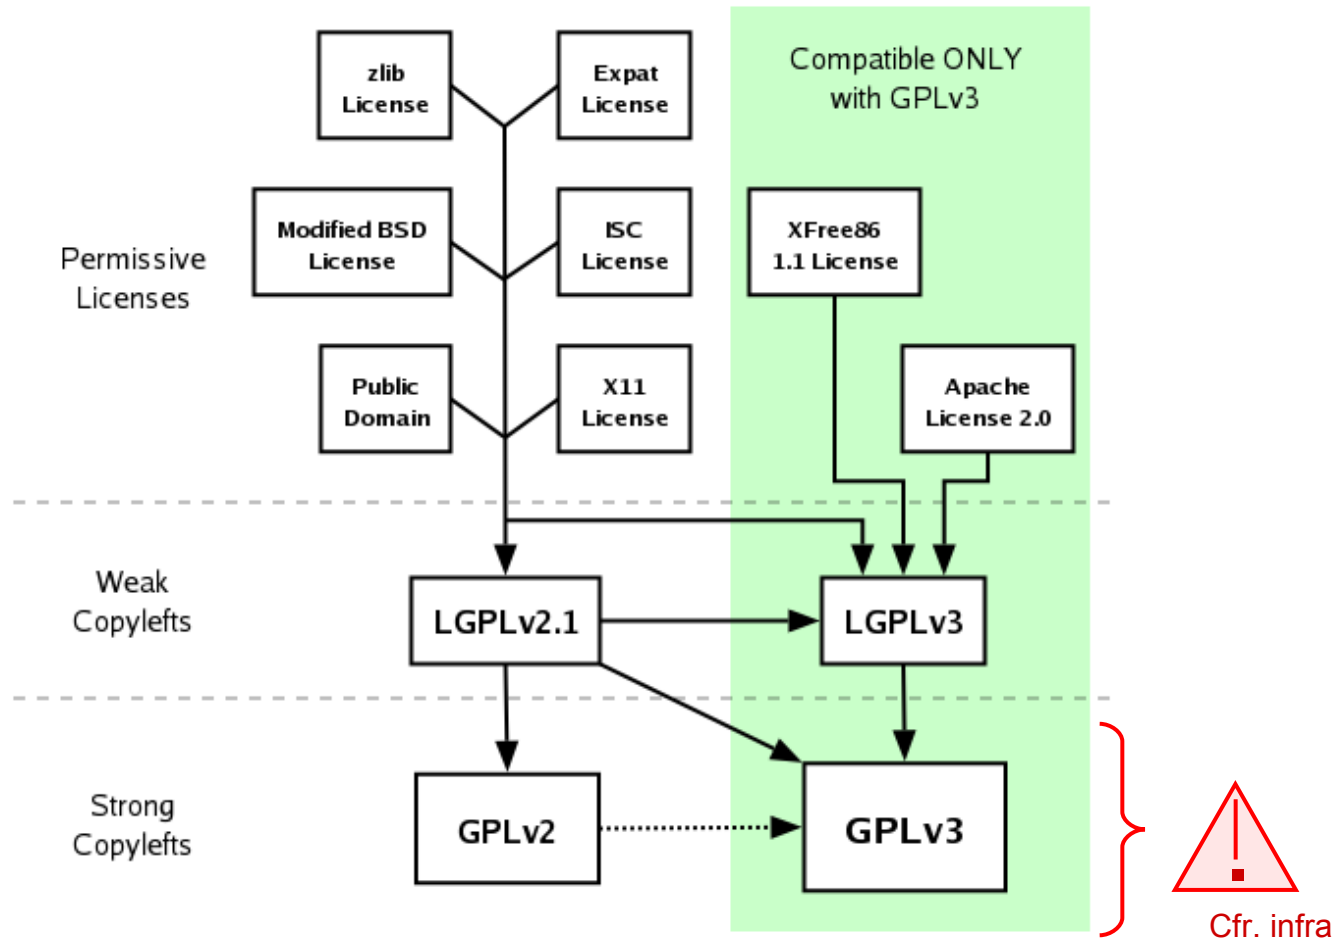 zlib
License
Expat
License
Compatible ONLY
with GPLv3
Permissive
Licenses
Modified BSD
License
ISC
License
XFree86
1.1 License
Public
Domain
X11
License
Apache
License 2.0
Weak
Copylefts
LGPLv2.1
LGPLv3
Strong
Copylefts
GPLv2
GPLv3
!
Cfr. infra